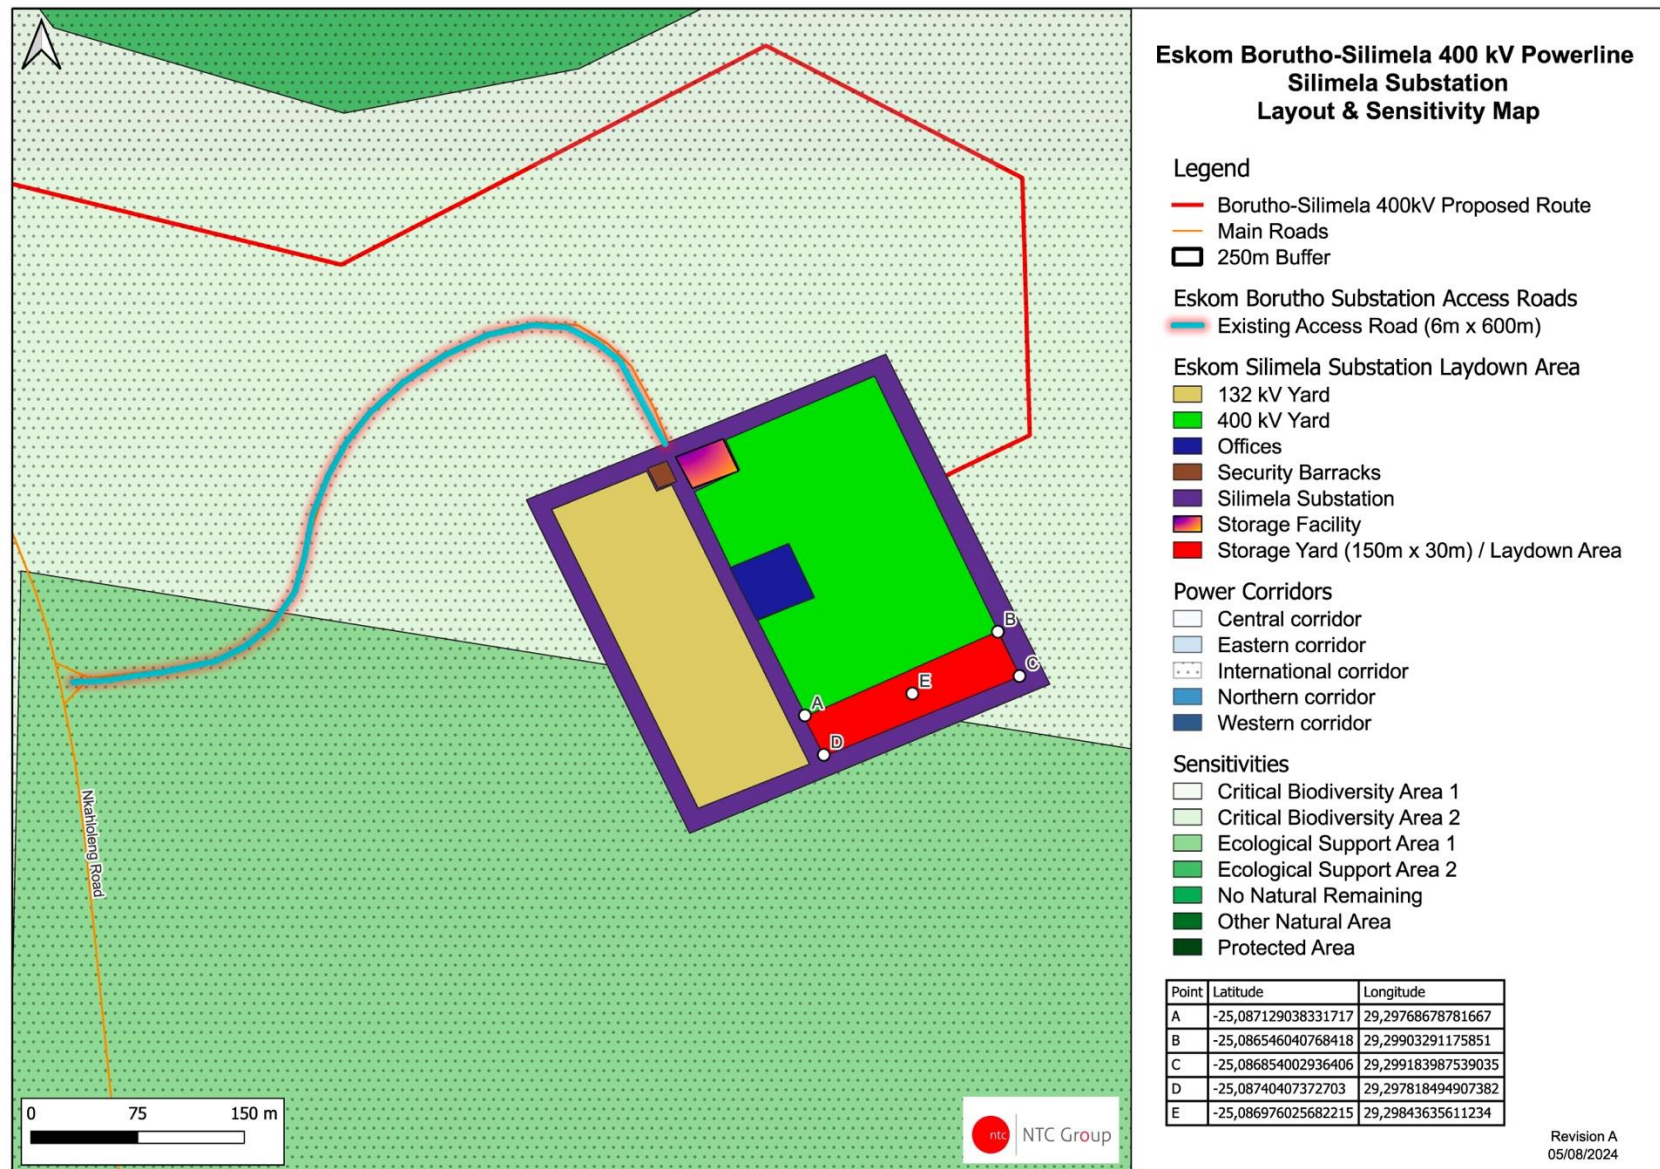 Eskom Borutho-Silimela 400 kV Powerline
Silimela Substation
Layout & Sensitivity Map
Legend
Borutho-Silimela 400kV Proposed Route
Main Roads
250m Buffer
Eskom Borutho Substation Access Roads
Existing Access Road (6m x 600m)
Eskom Silimela Substation Laydown Area
132 kV Yard
400 kV Yard
Offices
Security Barracks
Silimela Substation
Storage Facility
Storage Yard (150m x 30m) / Laydown Area
Power Corridors
Central corridor
Eastern corridor
International corridor
Northern corridor
Western corridor
Sensitivities
Critical Biodiversity Area 1
Critical Biodiversity Area 2
Ecological Support Area 1
Ecological Support Area 2
No Natural Remaining
Other Natural Area
Protected Area
Point Latitude Longitude
A -25,087129038331717 29,29768678781667
B -25,086546040768418 29,29903291175851
C -25,086854002936406 29,299183987539035
D -25,08740407372703 29,297818494907382
E -25,086976025682215 29,29843635611234
Revision A
05/08/2024
B
C
E
A
D
Nkahloleng Road
0 75 150 m
ntc NTC Group